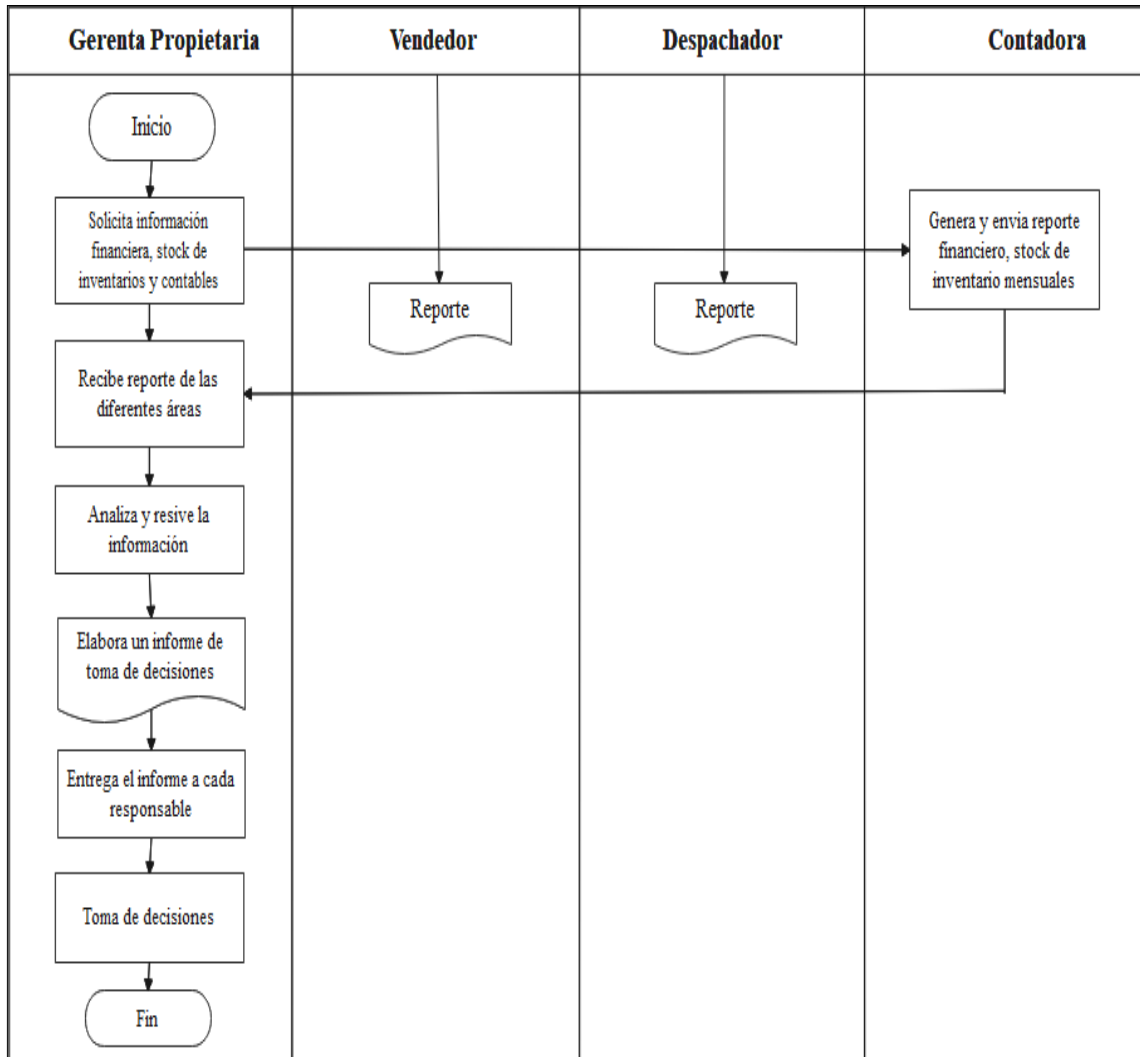 Gerenta Propietaria
Vendedor
Despachador
Contadora
Inicio
Solicita información
financiera, stock de
inventarios y contables
Genera y envia reporte
financiero, stock de
inventario mensuales
Reporte
Reporte
Recibe reporte de las
diferentes áreas
Analiza y resive la
información
Elabora un informe de
toma de decisiones
Entrega el informe a cada
responsable
Toma de decisiones
Fin